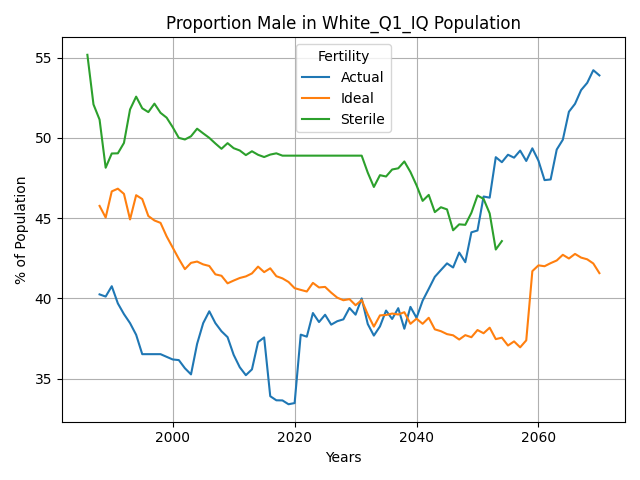 Proportion Male in White_Q1_IQ Population
Fertility
Actual
Ideal
Sterile
% of Population
55
50
45
40
35
2000
2020
2040
2060
Years